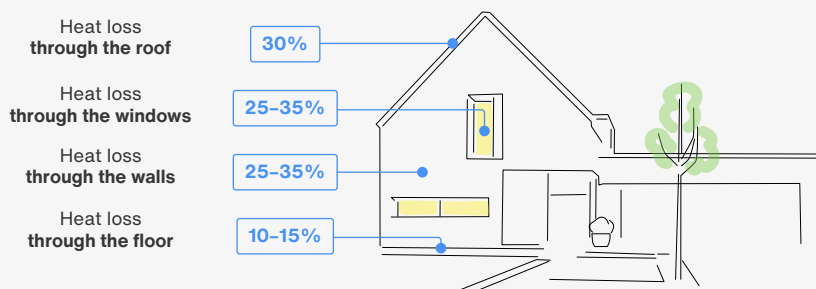 Heat loss
through the roof
30%
Heat loss
through the windows
25–35%
Heat loss
through the walls
25–35%
Heat loss
through the floor
10–15%